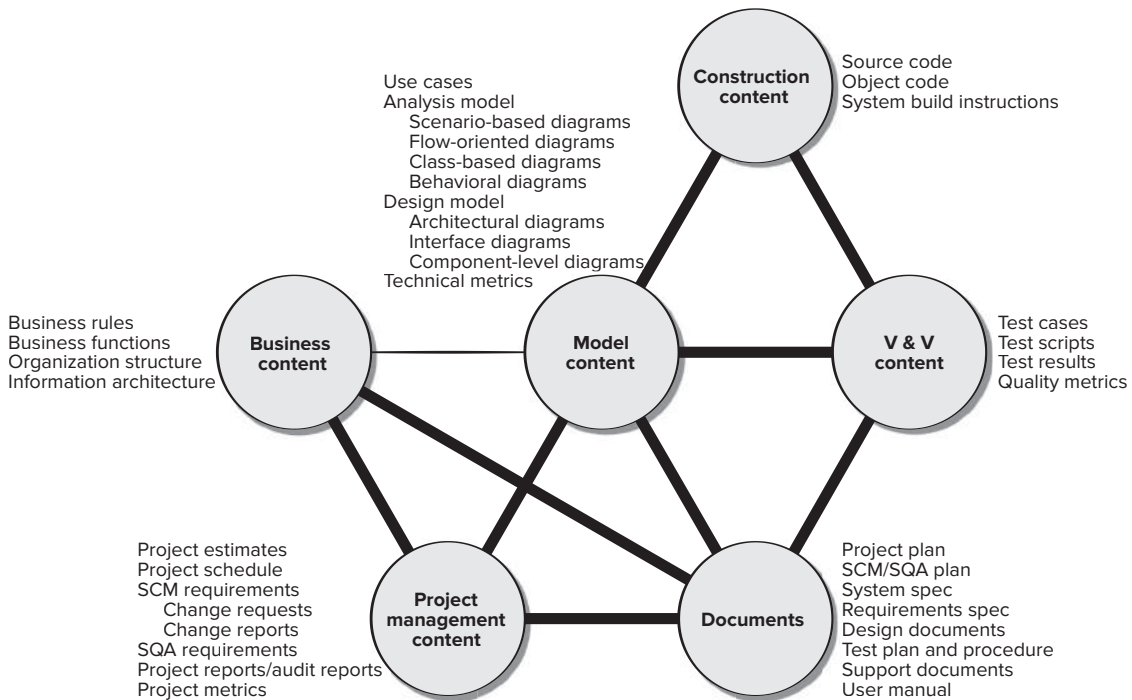 Construction
content
Source code
Object code
System build instructions
Use cases
Analysis model
Scenario-based diagrams
Flow-oriented diagrams
Class-based diagrams
Behavioral diagrams
Design model
Architectural diagrams
Interface diagrams
Component-level diagrams
Technical metrics
Business rules
Business functions
Organization structure
Information architecture
Business
content
Model
content
V & V
content
Test cases
Test scripts
Test results
Quality metrics
Project estimates
Project schedule
SCM requirements
Change requests
Change reports
SQA requirements
Project reports/audit reports
Project metrics
Project
management
content
Documents
Project plan
SCM/SQA plan
System spec
Requirements spec
Design documents
Test plan and procedure
Support documents
User manual